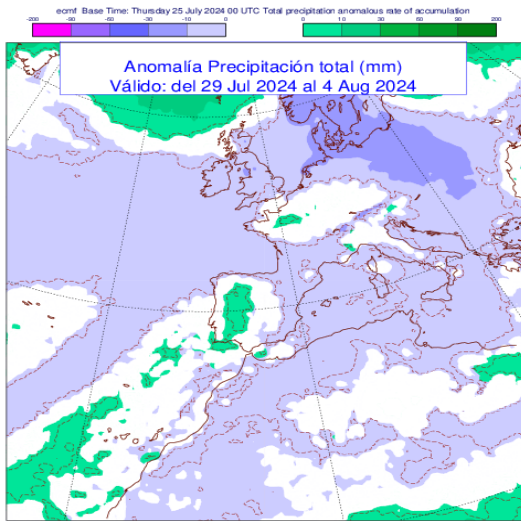 ecmf Base Time: Thursday 25 July 2024 00 UTC Total precipitation anomalous rate of accumulation
-200 -90 -60 -30 -10 0 0 10 30 60 90 200
Anomalía Precipitación total (mm)
Válido: del 29 Jul 2024 al 4 Aug 2024